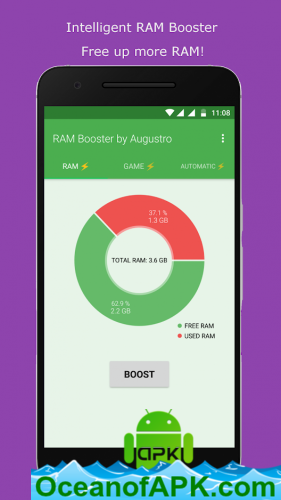 Intelligent RAM Booster
Free up more RAM!
11:08
RAM Booster by Augustro
RAM⚡ GAME⚡ AUTOMATIC⚡
37.1 %
1.3 GB
TOTAL RAM: 3.6 GB
62.9 %
2.2 GB
FREE RAM
USED RAM
BOOST
JAPKL
OceanofAPK.com